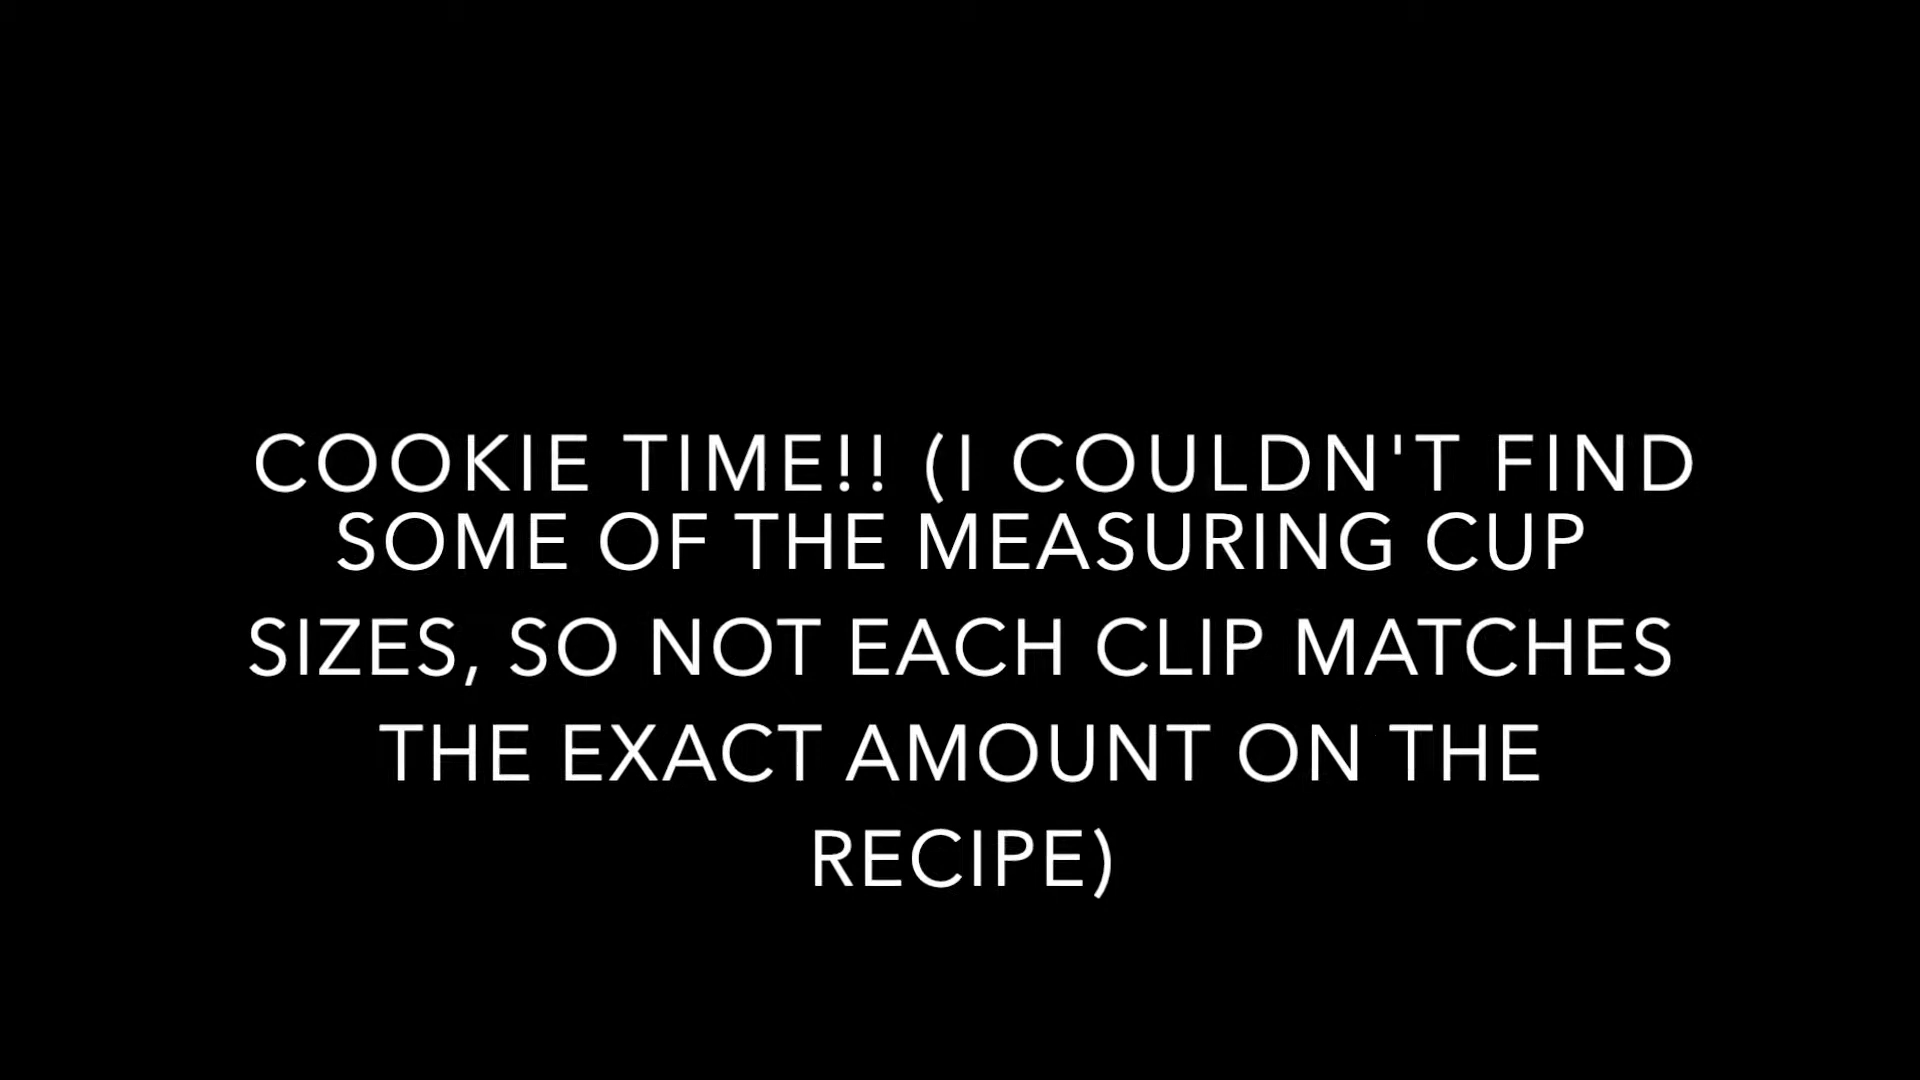 COOKIE TIME!! (I COULDN'T FIND
SOME OF THE MEASURING CUP
SIZES, SO NOT EACH CLIP MATCHES
THE EXACT AMOUNT ON THE
RECIPE)